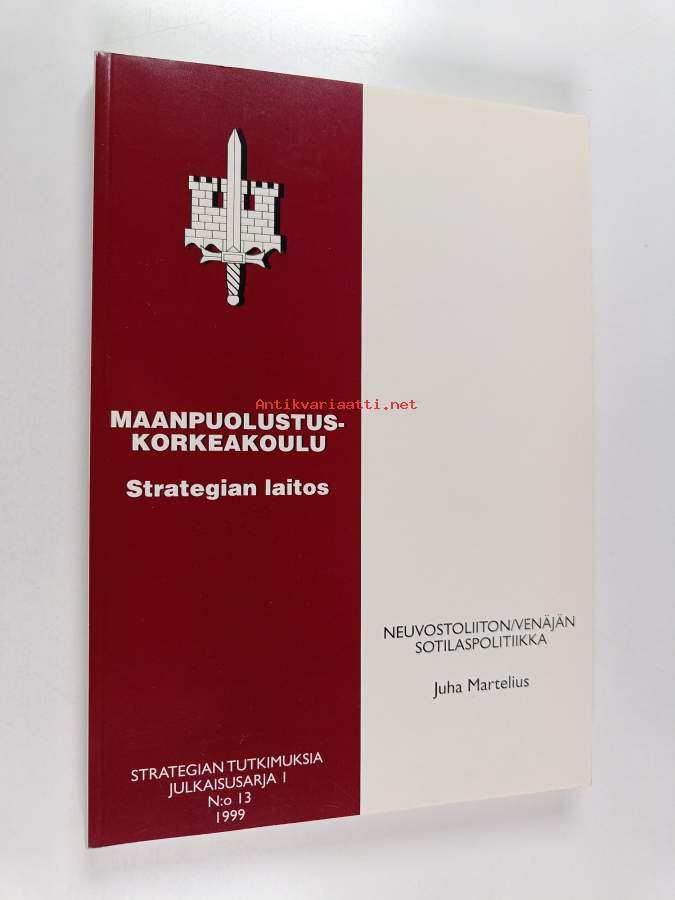 Antikvariaatti.net
MAANPUOLUSTUS-
KORKEAKOULU
Strategian laitos
NEUVOSTOLIITON/VENÄJÄN
SOTILASPOLITIIKKA
Juha Martelius
STRATEGIAN TUTKIMUKSIA
JULKAISUSARJA 1
N:o 13
1999